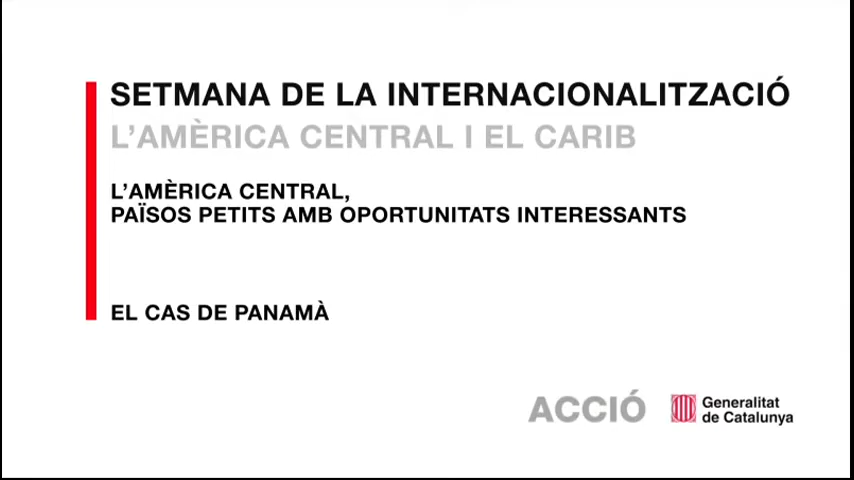 SETMANA DE LA INTERNACIONALITZACIÓ
L'AMÈRICA CENTRAL I EL CARIB
L'AMÈRICA CENTRAL,
PAÏSOS PETITS AMB OPORTUNITATS INTERESSANTS
EL CAS DE PANAMÀ
ACCIÓ
Generalitat
de Catalunya